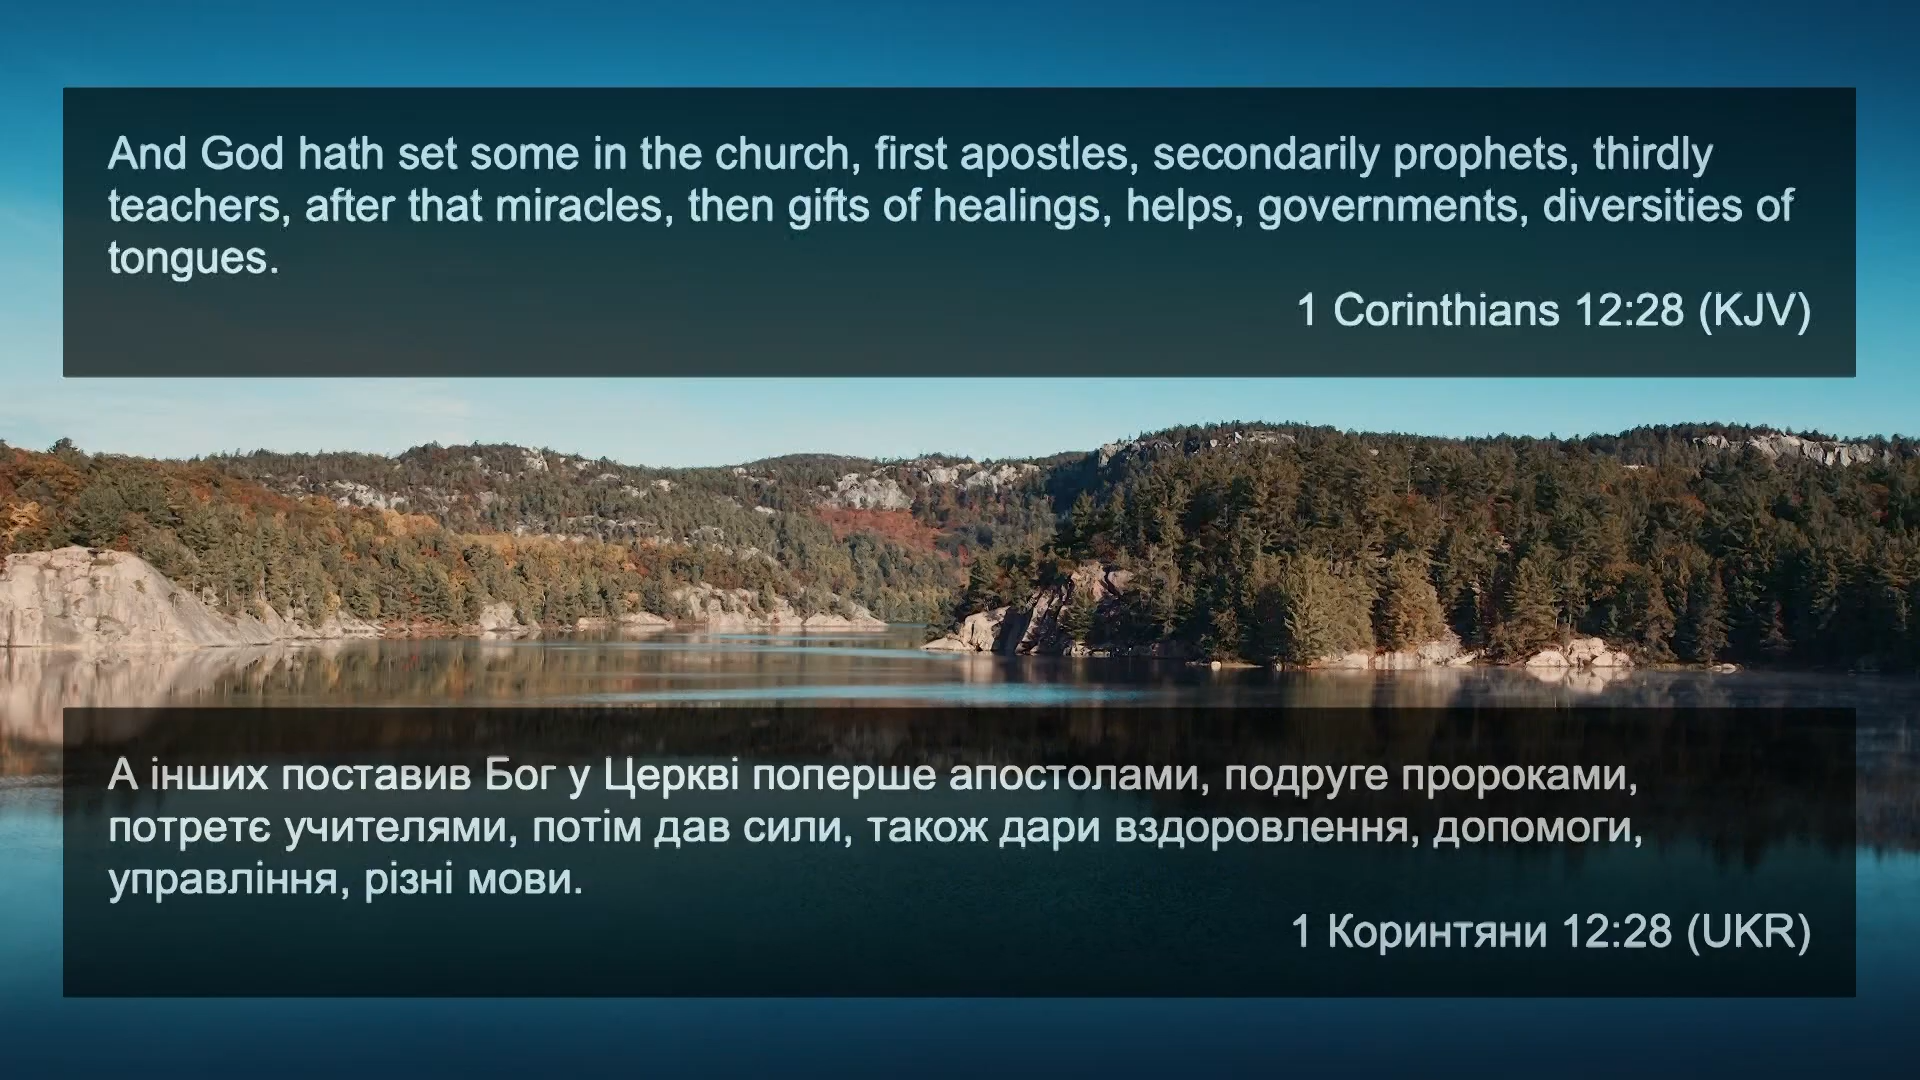 And God hath set some in the church, first apostles, secondarily prophets, thirdly
teachers, after that miracles, then gifts of healings, helps, governments, diversities of
tongues.
1 Corinthians 12:28 (KJV)
А інших поставив Бог у Церкві поперше апостолами, подруге пророками,
потретє учителями, потім дав сили, також дари вздоровлення, допомоги,
управління, різні мови.
1 Коринтяни 12:28 (UKR)